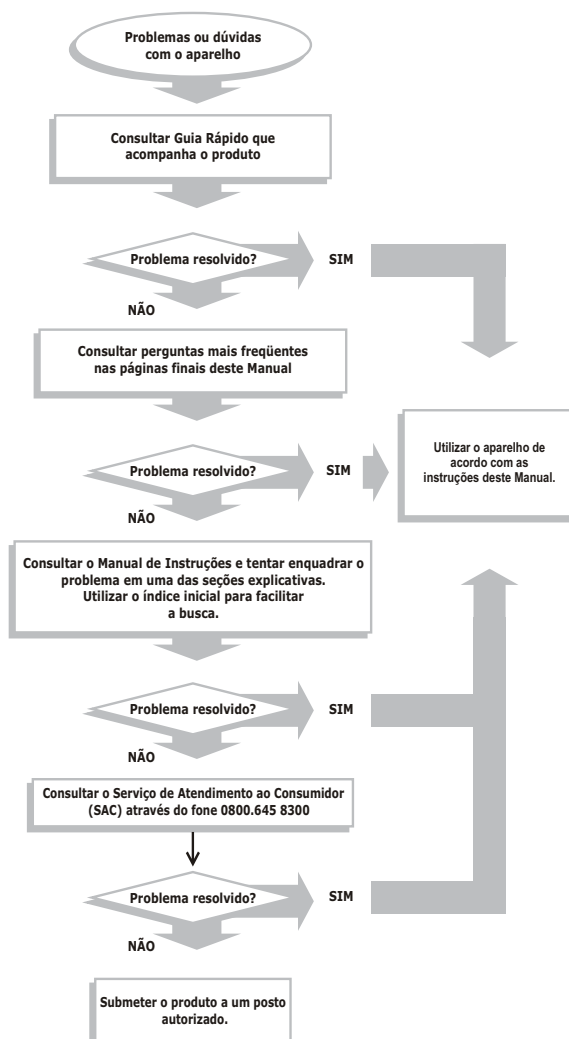 Problemas ou dúvidas
com o aparelho
Consultar Guia Rápido que
acompanha o produto
Problema resolvido?
SIM
NÃO
Consultar perguntas mais freqüentes
nas páginas finais deste Manual
Problema resolvido?
SIM
Utilizar o aparelho de
acordo com as
instruções deste Manual.
NÃO
Consultar o Manual de Instruções e tentar enquadrar o
problema em uma das seções explicativas.
Utilizar o índice inicial para facilitar
a busca.
Problema resolvido?
SIM
NÃO
Consultar o Serviço de Atendimento ao Consumidor
(SAC) através do fone 0800.645 8300
Problema resolvido?
SIM
NÃO
Submeter o produto a um posto
autorizado.